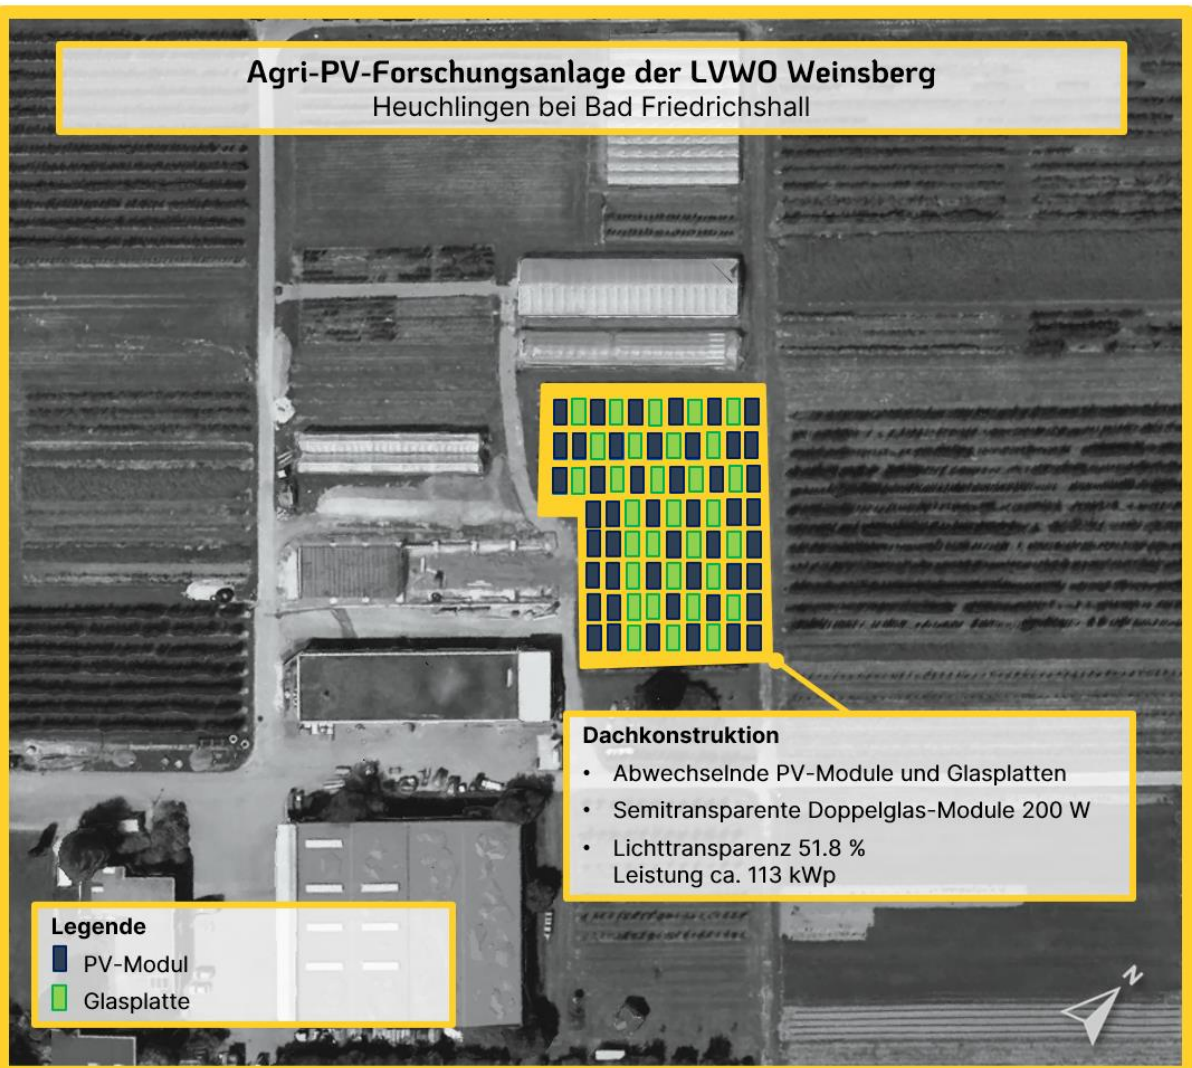 Agri-PV-Forschungsanlage der LVWO Weinsberg
Heuchlingen bei Bad Friedrichshall
Dachkonstruktion
• Abwechselnde PV-Module und Glasplatten
• Semitransparente Doppelglas-Module 200 W
• Lichttransparenz 51.8 %
Leistung ca. 113 kWp
Legende
PV-Modul
Glasplatte
N